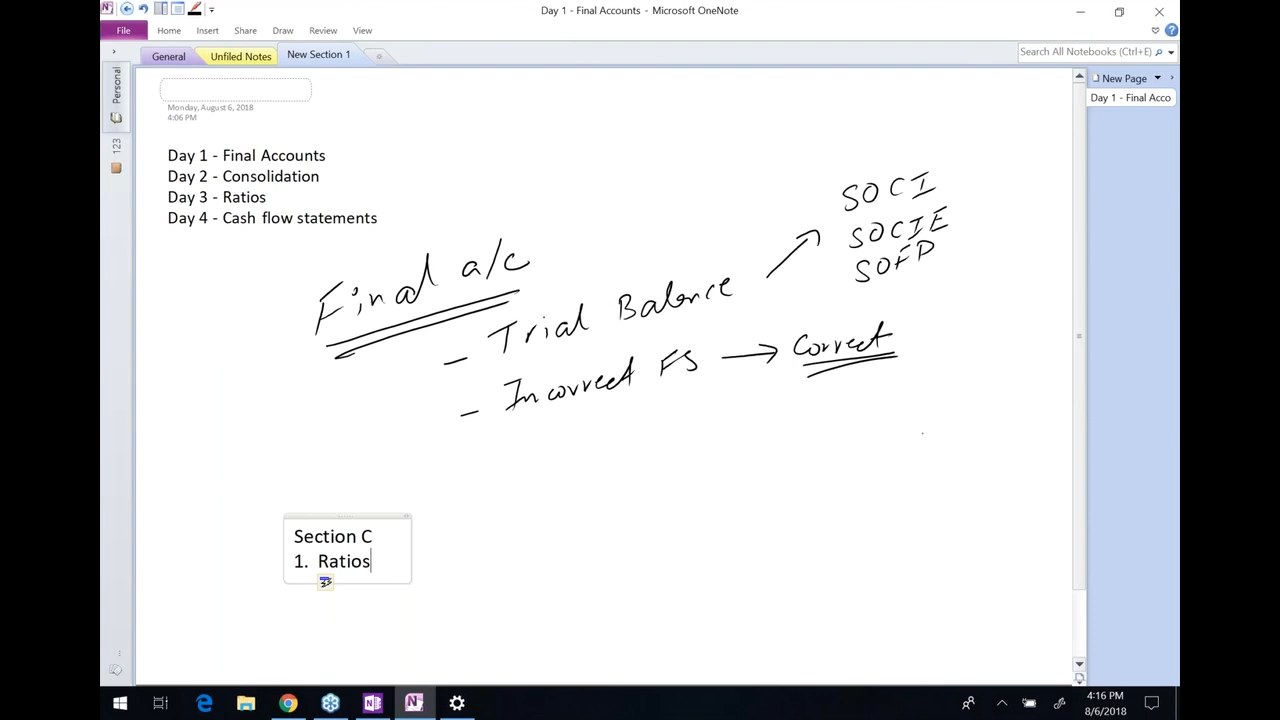 Day 1 - Final Accounts - Microsoft OneNote
File Home Insert Share Draw Review View
General Unfiled Notes New Section 1
Search All Notebooks (Ctrl+E)
Personal
123
New Page
Day 1 - Final Acco
Monday, August 6, 2018
4:06 PM
Day 1 - Final Accounts
Day 2 - Consolidation
Day 3 - Ratios
Day 4 - Cash flow statements
Final a/c
- Trial Balance
SOCI
SOCIE
SOFP
- Incorrect FS → Correct
Section C
1. Ratios
4:16 PM
8/6/2018